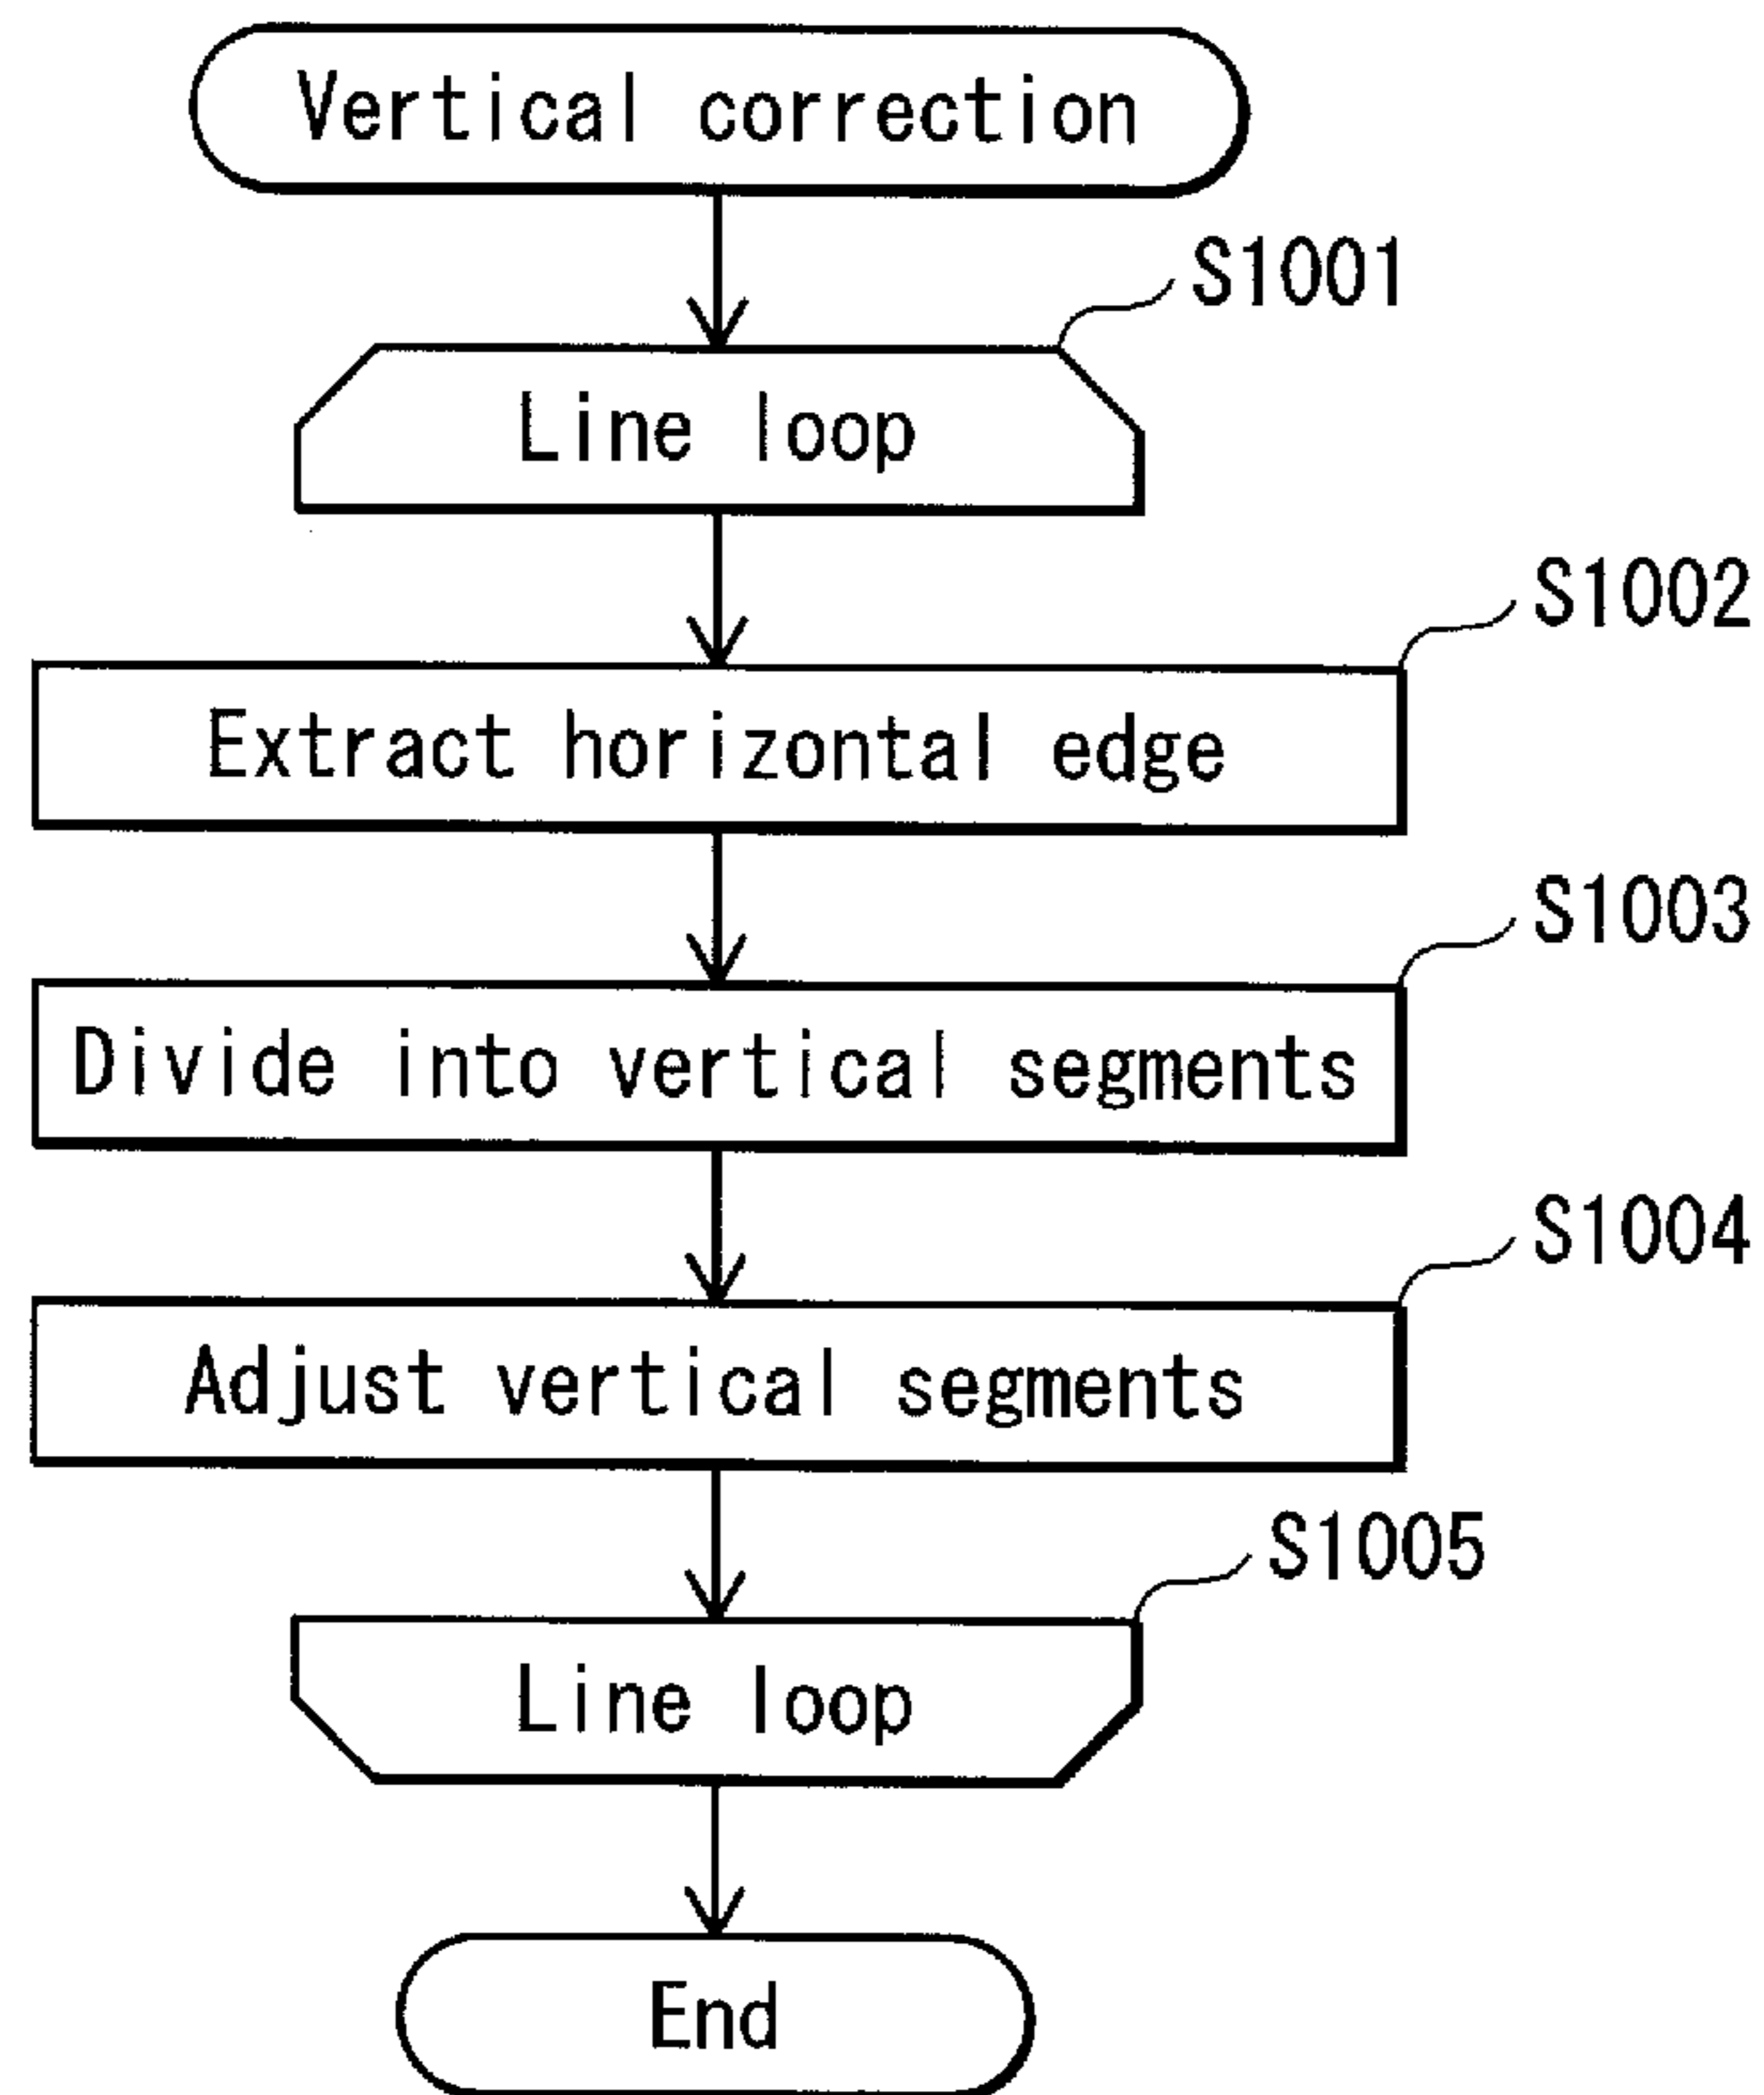 Vertical correction
S1001
Line loop
S1002
Extract horizontal edge
S1003
Divide into vertical segments
S1004
Adjust vertical segments
S1005
Line loop
End